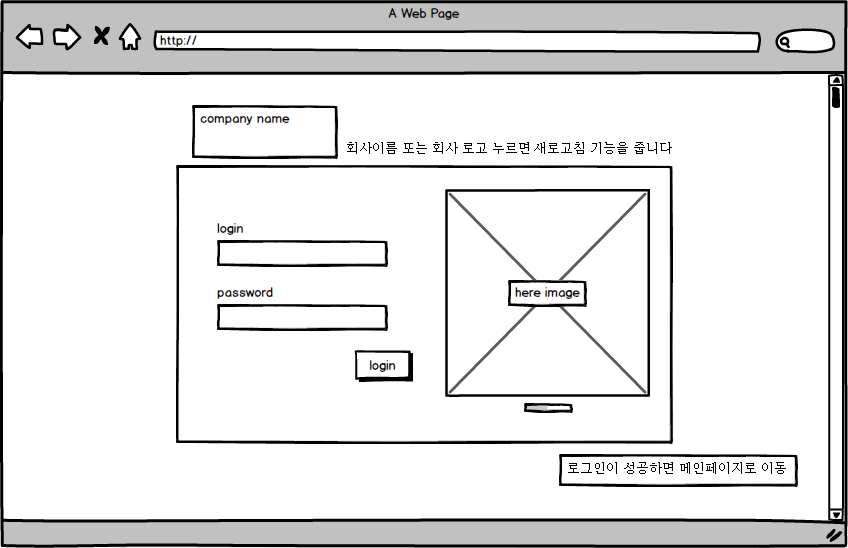 A Web Page
http://
company name
회사이름 또는 회사 로고 누르면 새로고침 기능을 줍니다
login
password
login
here image
로그인이 성공하면 메인페이지로 이동